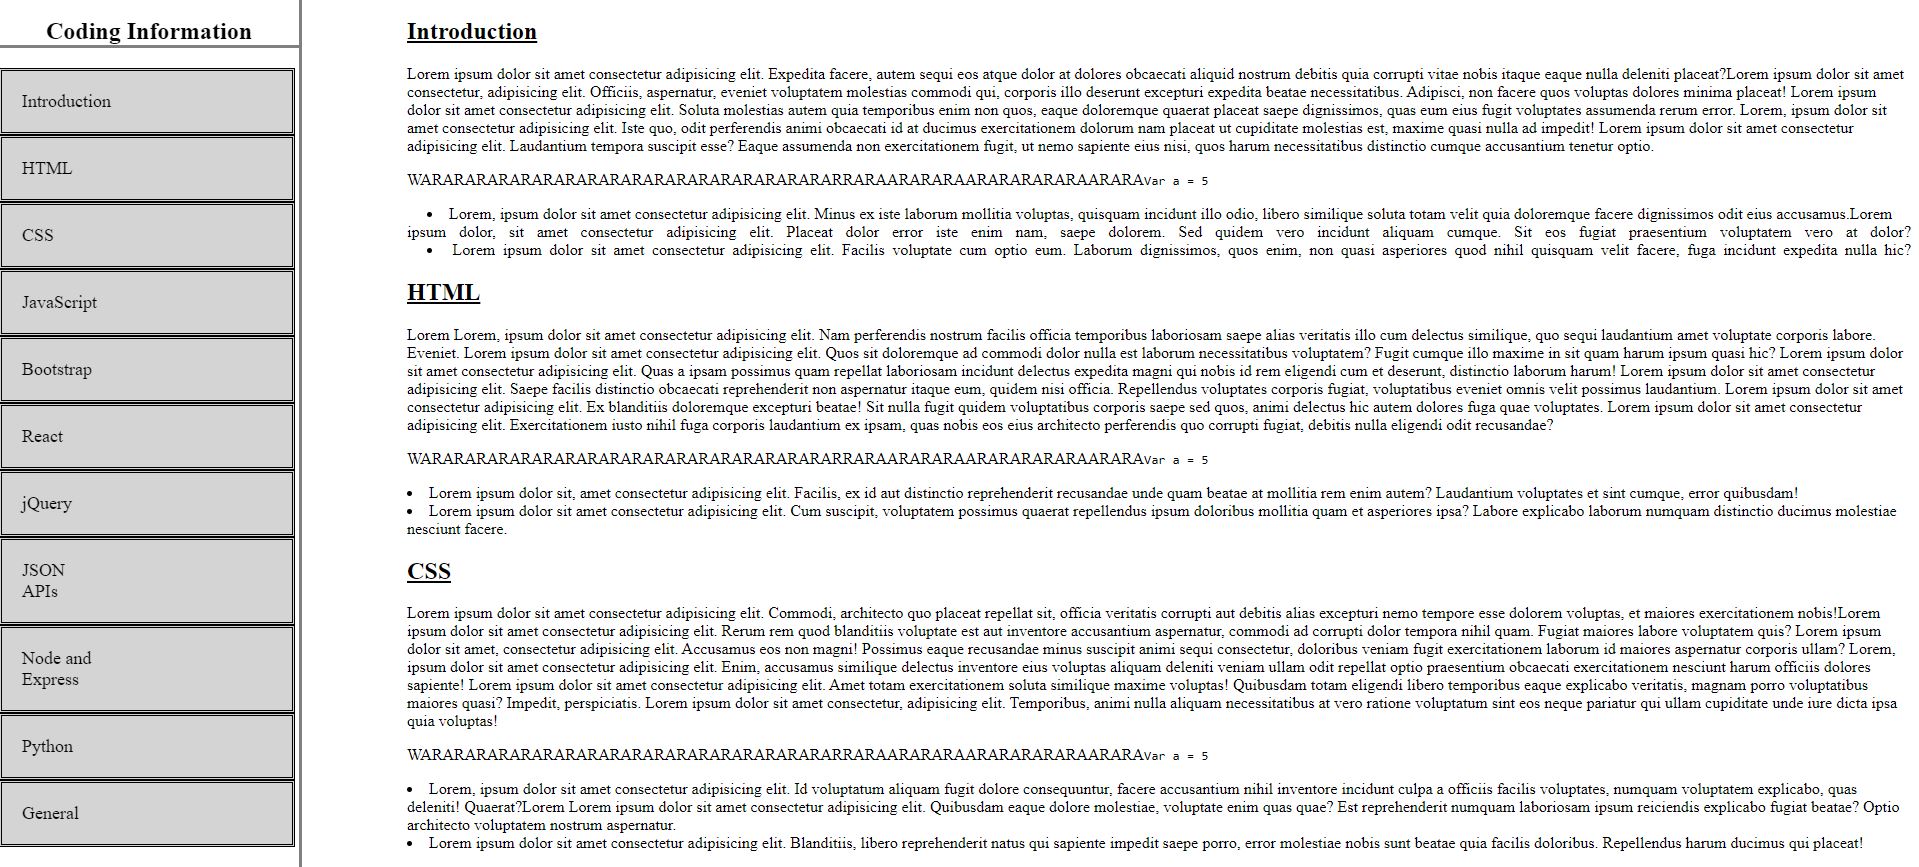 Coding Information
Introduction
HTML
CSS
JavaScript
Bootstrap
React
jQuery
JSON
APIs
Node and
Express
Python
General
Introduction
Lorem ipsum dolor sit amet consectetur adipisicing elit. Expedita facere, autem sequi eos atque dolor at dolores obcaecati aliquid nostrum debitis quia corrupti vitae nobis itaque eaque nulla deleniti placeat?Lorem ipsum dolor sit amet
consectetur, adipisicing elit. Officiis, aspernatur, eveniet voluptatem molestias commodi qui, corporis illo deserunt excepturi expedita beatae necessitatibus. Adipisci, non facere quos voluptas dolores minima placeat! Lorem ipsum
dolor sit amet consectetur adipisicing elit. Soluta molestias autem quia temporibus enim non quos, eaque doloremque quaerat placeat saepe dignissimos, quas eum eius fugit voluptates assumenda rerum error. Lorem, ipsum dolor sit
amet consectetur adipisicing elit. Iste quo, odit perferendis animi obcaecati id at ducimus exercitationem dolorum nam placeat ut cupiditate molestias est, maxime quasi nulla ad impedit! Lorem ipsum dolor sit amet consectetur
adipisicing elit. Laudantium tempora suscipit esse? Eaque assumenda non exercitationem fugit, ut nemo sapiente eius nisi, quos harum necessitatibus distinctio cumque accusantium tenetur optio.
WARARARARARARARARARARARARARARARARARARARARARRARAARARARAARARARARARAARARAVar a = 5
• Lorem, ipsum dolor sit amet consectetur adipisicing elit. Minus ex iste laborum mollitia voluptas, quisquam incidunt illo odio, libero similique soluta totam velit quia doloremque facere dignissimos odit eius accusamus.Lorem
ipsum dolor, sit amet consectetur adipisicing elit. Placeat dolor error iste enim nam, saepe dolorem. Sed quidem vero incidunt aliquam cumque. Sit eos fugiat praesentium voluptatem vero at dolor?
• Lorem ipsum dolor sit amet consectetur adipisicing elit. Facilis voluptate cum optio eum. Laborum dignissimos, quos enim, non quasi asperiores quod nihil quisquam velit facere, fuga incidunt expedita nulla hic?
HTML
Lorem Lorem, ipsum dolor sit amet consectetur adipisicing elit. Nam perferendis nostrum facilis officia temporibus laboriosam saepe alias veritatis illo cum delectus similique, quo sequi laudantium amet voluptate corporis labore.
Eveniet. Lorem ipsum dolor sit amet consectetur adipisicing elit. Quos sit doloremque ad commodi dolor nulla est laborum necessitatibus voluptatem? Fugit cumque illo maxime in sit quam harum ipsum quasi hic? Lorem ipsum dolor
sit amet consectetur adipisicing elit. Quas a ipsam possimus quam repellat laboriosam incidunt delectus expedita magni qui nobis id rem eligendi cum et deserunt, distinctio laborum harum! Lorem ipsum dolor sit amet consectetur
adipisicing elit. Saepe facilis distinctio obcaecati reprehenderit non aspernatur itaque eum, quidem nisi officia. Repellendus voluptates corporis fugiat, voluptatibus eveniet omnis velit possimus laudantium. Lorem ipsum dolor sit amet
consectetur adipisicing elit. Ex blanditiis doloremque excepturi beatae! Sit nulla fugit quidem voluptatibus corporis saepe sed quos, animi delectus hic autem dolores fuga quae voluptates. Lorem ipsum dolor sit amet consectetur
adipisicing elit. Exercitationem iusto nihil fuga corporis laudantium ex ipsam, quas nobis eos eius architecto perferendis quo corrupti fugiat, debitis nulla eligendi odit recusandae?
WARARARARARARARARARARARARARARARARARARARARARRARAARARARAARARARARARAARARAVar a = 5
• Lorem ipsum dolor sit, amet consectetur adipisicing elit. Facilis, ex id aut distinctio reprehenderit recusandae unde quam beatae at mollitia rem enim autem? Laudantium voluptates et sint cumque, error quibusdam!
• Lorem ipsum dolor sit amet consectetur adipisicing elit. Cum suscipit, voluptatem possimus quaerat repellendus ipsum doloribus mollitia quam et asperiores ipsa? Labore explicabo laborum numquam distinctio ducimus molestiae
nesciunt facere.
CSS
Lorem ipsum dolor sit amet consectetur adipisicing elit. Commodi, architecto quo placeat repellat sit, officia veritatis corrupti aut debitis alias excepturi nemo tempore esse dolorem voluptas, et maiores exercitationem nobis!Lorem
ipsum dolor sit amet consectetur adipisicing elit. Rerum rem quod blanditiis voluptate est aut inventore accusantium aspernatur, commodi ad corrupti dolor tempora nihil quam. Fugiat maiores labore voluptatem quis? Lorem ipsum
dolor sit amet, consectetur adipisicing elit. Accusamus eos non magni! Possimus eaque recusandae minus suscipit animi sequi consectetur, doloribus veniam fugit exercitationem laborum id maiores aspernatur corporis ullam? Lorem,
ipsum dolor sit amet consectetur adipisicing elit. Enim, accusamus similique delectus inventore eius voluptas aliquam deleniti veniam ullam odit repellat optio praesentium obcaecati exercitationem nesciunt harum officiis dolores
sapiente! Lorem ipsum dolor sit amet consectetur adipisicing elit. Amet totam exercitationem soluta similique maxime voluptas! Quibusdam totam eligendi libero temporibus eaque explicabo veritatis, magnam porro voluptatibus
maiores quasi? Impedit, perspiciatis. Lorem ipsum dolor sit amet consectetur, adipisicing elit. Temporibus, animi nulla aliquam necessitatibus at vero ratione voluptatum sint eos neque pariatur qui ullam cupiditate unde iure dicta ipsa
quia voluptas!
WARARARARARARARARARARARARARARARARARARARARARRARAARARARAARARARARARAARARAVar a = 5
• Lorem, ipsum dolor sit amet consectetur adipisicing elit. Id voluptatum aliquam fugit dolore consequuntur, facere accusantium nihil inventore incidunt culpa a officiis facilis voluptates, numquam voluptatem explicabo, quas
deleniti! Quaerat?Lorem Lorem ipsum dolor sit amet consectetur adipisicing elit. Quibusdam eaque dolore molestiae, voluptate enim quas quae? Est reprehenderit numquam laboriosam ipsum reiciendis explicabo fugiat beatae? Optio
architecto voluptatem nostrum aspernatur.
• Lorem ipsum dolor sit amet consectetur adipisicing elit. Blanditiis, libero reprehenderit natus qui sapiente impedit saepe porro, error molestiae nobis sunt beatae quia facilis doloribus. Repellendus harum ducimus qui placeat!